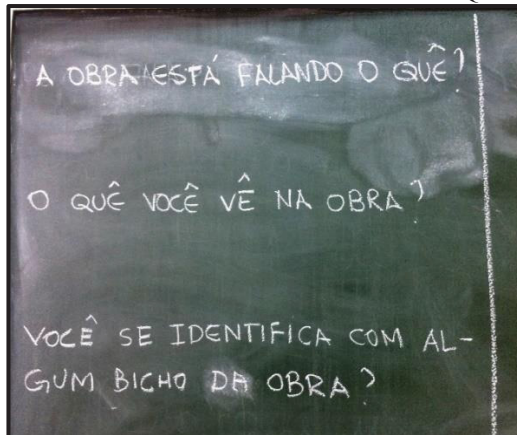 A OBRA ESTÁ FALANDO O QUÊ?
O QUÊ VOCÊ VÊ NA OBRA?
VOCÊ SE IDENTIFICA COM AL-
GUM BICHO DA OBRA?